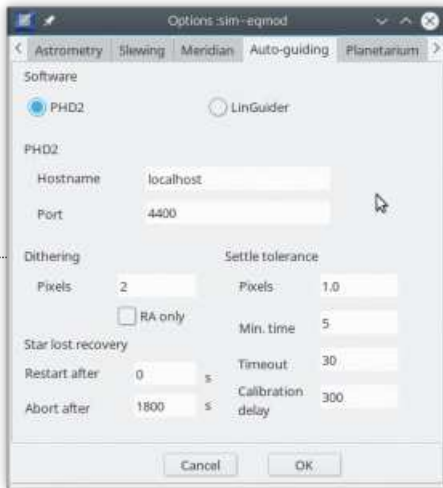 Options :sim-eqmod
Astrometry Slewing Meridian Auto-guiding Planetarium
Software
PHD2 LinGuider
PHD2
Hostname localhost
Port 4400
Dithering
Pixels 2
RA only
Settle tolerance
Pixels 1.0
Min. time 5
Timeout 30
Calibration
delay 300
Star lost recovery
Restart after 0 s
Abort after 1800 s
Cancel OK